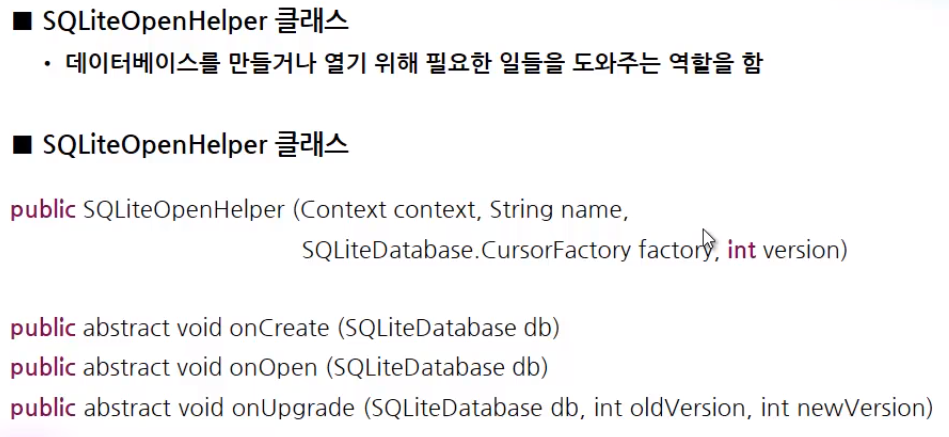 ■ SQLiteOpenHelper 클래스
• 데이터베이스를 만들거나 열기 위해 필요한 일들을 도와주는 역할을 함
■ SQLiteOpenHelper 클래스
public SQLiteOpenHelper (Context context, String name,
SQLiteDatabase.CursorFactory factory, int version)
public abstract void onCreate (SQLiteDatabase db)
public abstract void onOpen (SQLiteDatabase db)
public abstract void onUpgrade (SQLiteDatabase db, int oldVersion, int newVersion)